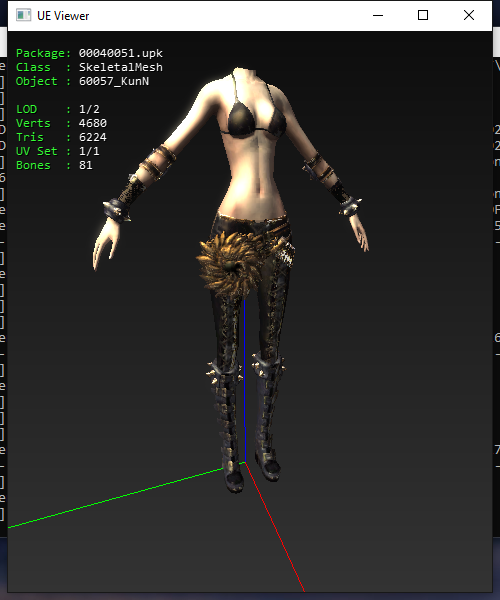 UE Viewer
Package: 00040051.upk
Class : SkeletalMesh
Object : 60057_KunN
LOD : 1/2
Verts : 4680
Tris : 6224
UV Set : 1/1
Bones : 81